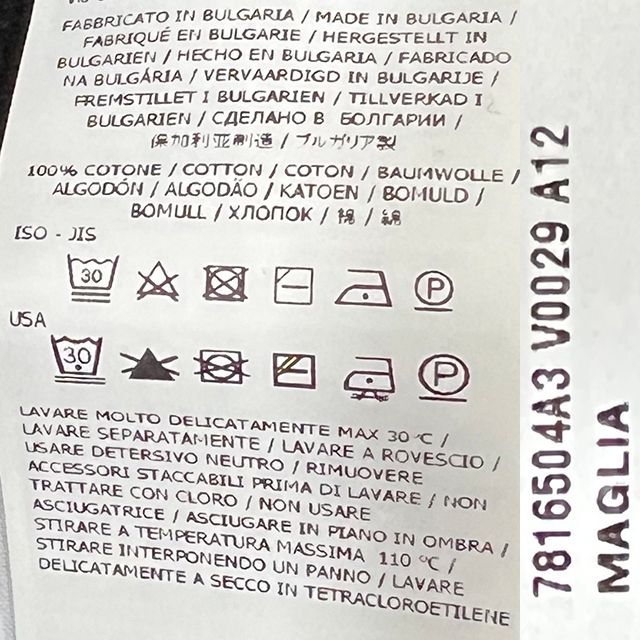 FABBRICATO IN BULGARIA / MADE IN BULGARIA /
FABRIQUÉ EN BULGARIE / HERGESTELLT IN
BULGARIEN / HECHO EN BULGARIA / FABRICADO
NA BULGÁRIA / VERVAARDIGD IN BULGARIJE /
FREMSTILLET I BULGARIEN / TILLVERKAD I
BULGARIEN / СДЕЛАНО В БОЛГАРИИ /
保加利亚制造 / ブルガリア製
100% COTONE / COTTON / COTON / BAUMWOLLE /
ALGODÓN / ALGODÃO / KATOEN / BOMULD /
BOMULL / ХЛОПОК / 棉 / 綿
ISO - JIS
30
P
USA
30
P
LAVARE MOLTO DELICATAMENTE MAX 30 °C /
LAVARE SEPARATAMENTE / LAVARE A ROVESCIO /
USARE DETERSIVO NEUTRO / RIMUOVERE
ACCESSORI STACCABILI PRIMA DI LAVARE / NON
TRATTARE CON CLORO / NON USARE
ASCIUGATRICE / ASCIUGARE IN PIANO IN OMBRA /
STIRARE A TEMPERATURA MASSIMA 110 °C /
STIRARE INTERPONENDO UN PANNO / LAVARE
DELICATAMENTE A SECCO IN TETRACLOROETILENE
7816504A3 V0029 A12
MAGLIA